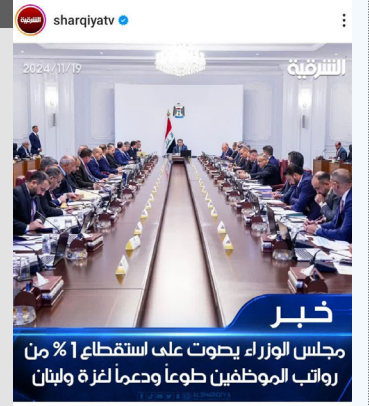 الشرقية
sharqiyatv
2024/11/19
الشرقية
خبر
مجلس الوزراء يصوت على استقطاع 1% من
رواتب الموظفين طوعاً ودعماً لغزة ولبنان